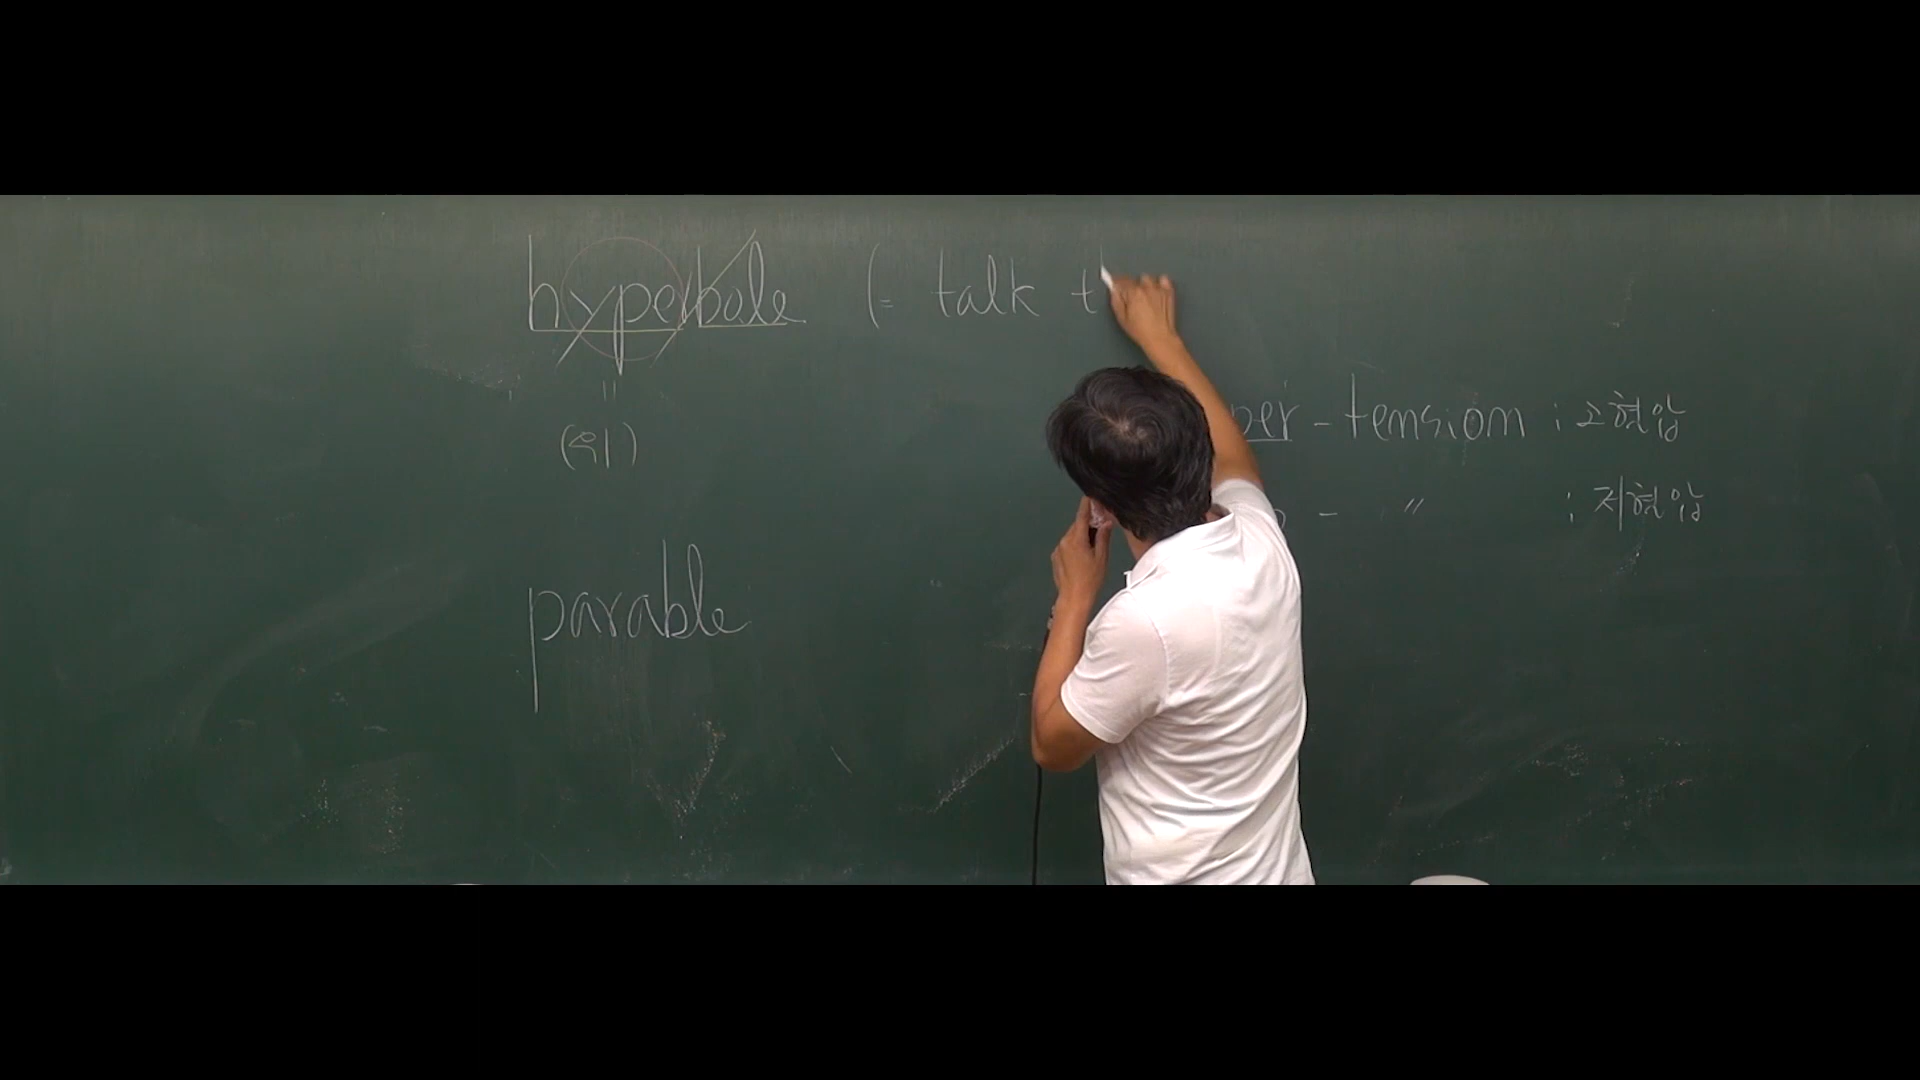 hyperbole (= talk t
per - tension ; 고혈압
(위)
- 〃 ; 저혈압
parable